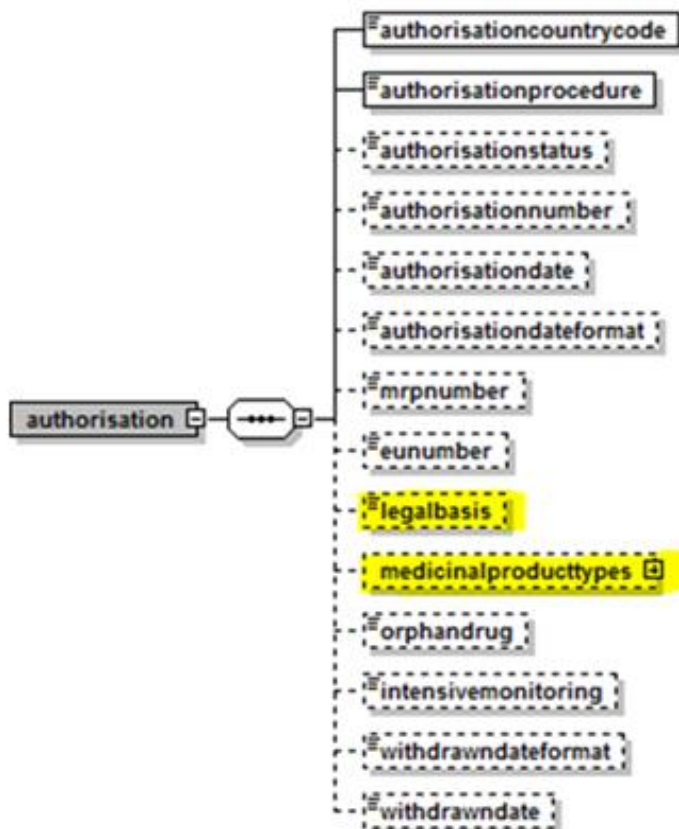 authorisationcountrycode
authorisationprocedure
authorisationstatus
authorisationnumber
authorisationdate
authorisationdateformat
mrpnumber
authorisation
eunumber
legalbasis
medicinalproducttypes
orphandrug
intensivemonitoring
withdrawndateformat
withdrawndate